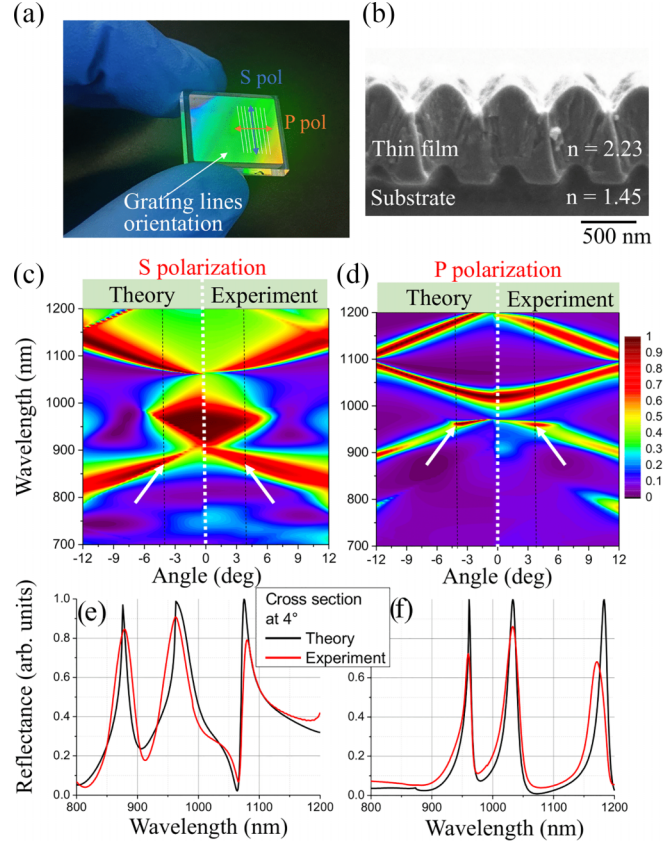 (a)
S pol
P pol
Grating lines
orientation
(b)
Thin film
n = 2.23
Substrate
n = 1.45
500 nm
(c)
S polarization
Theory
Experiment
1200
1100
1000
900
800
700
Wavelength (nm)
-12 -9 -6 -3 0 3 6 9 12
Angle (deg)
(d)
P polarization
Theory
Experiment
1200
1100
1000
900
800
700
-12 -9 -6 -3 0 3 6 9 12
Angle (deg)
1
0.9
0.8
0.7
0.6
0.5
0.4
0.3
0.2
0.1
0
(e)
1.0
0.8
0.6
0.4
0.2
0.0
Reflectance (arb. units)
800 900 1000 1100 1200
Wavelength (nm)
Cross section
at 4°
Theory
Experiment
(f)
1.0
0.8
0.6
0.4
0.2
0.0
800 900 1000 1100 1200
Wavelength (nm)